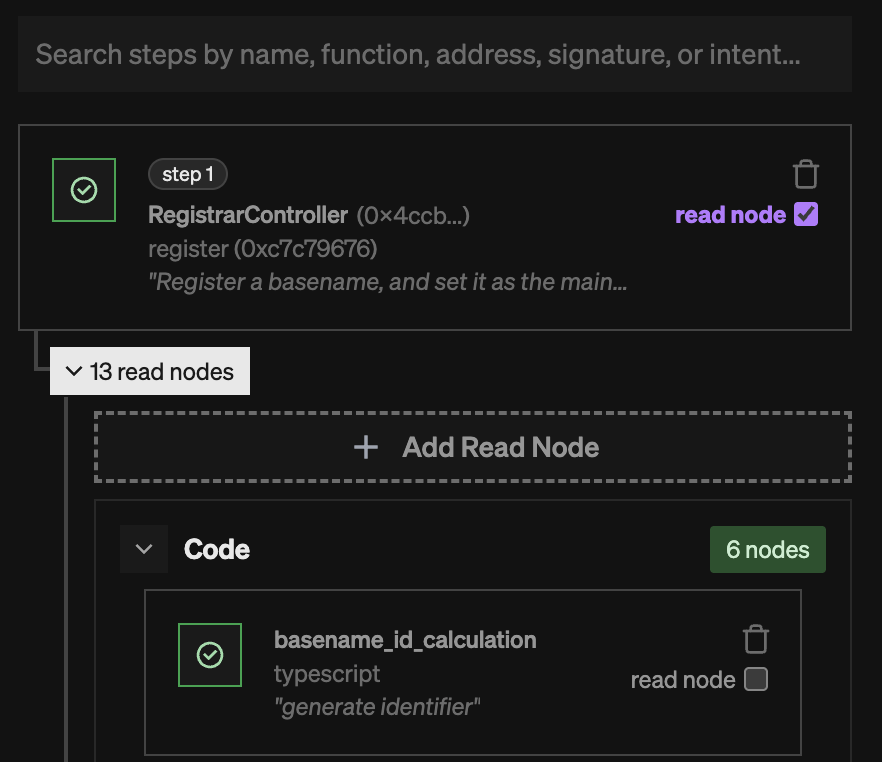 Search steps by name, function, address, signature, or intent...
step 1
RegistrarController (0x4ccb...)
read node
register (0xc7c79676)
"Register a basename, and set it as the main...
13 read nodes
+ Add Read Node
Code
6 nodes
basename_id_calculation
typescript
read node
"generate identifier"